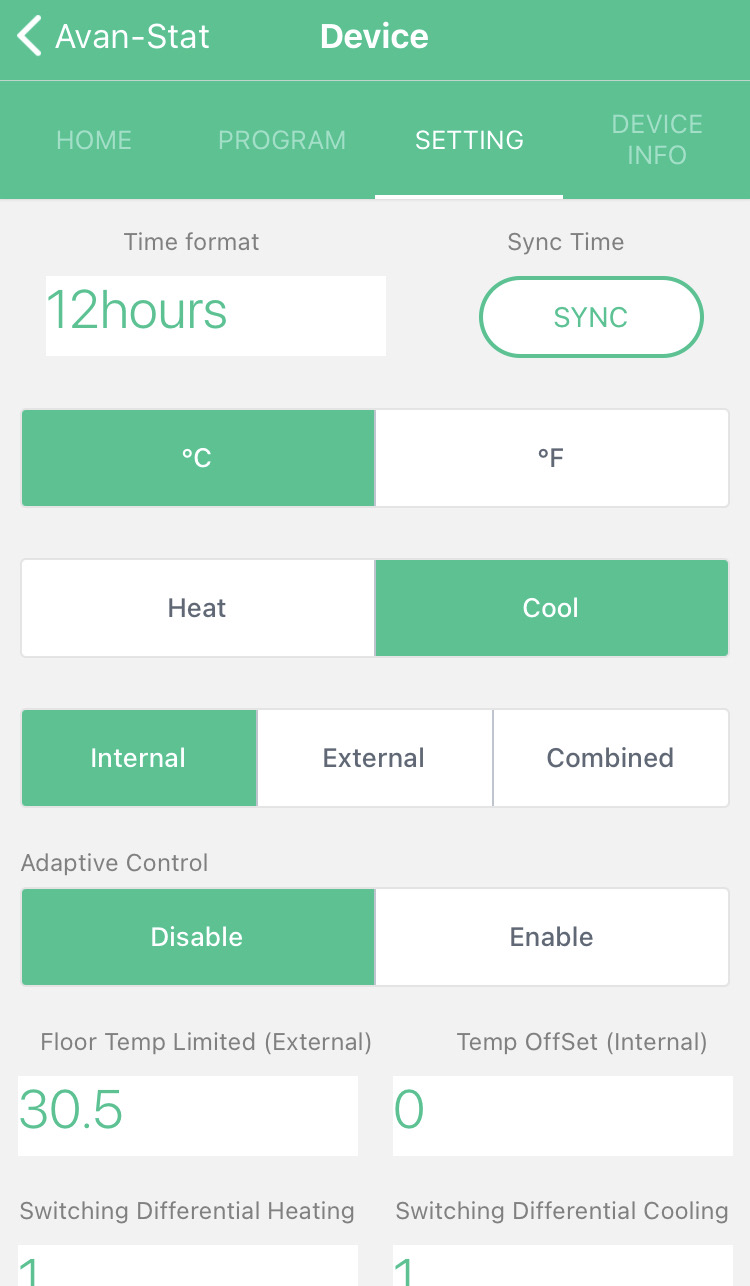 Avan-Stat Device
HOME PROGRAM SETTING DEVICE INFO
Time format Sync Time
12hours SYNC
°C °F
Heat Cool
Internal External Combined
Adaptive Control
Disable Enable
Floor Temp Limited (External) Temp OffSet (Internal)
30.5 0
Switching Differential Heating Switching Differential Cooling
1 1